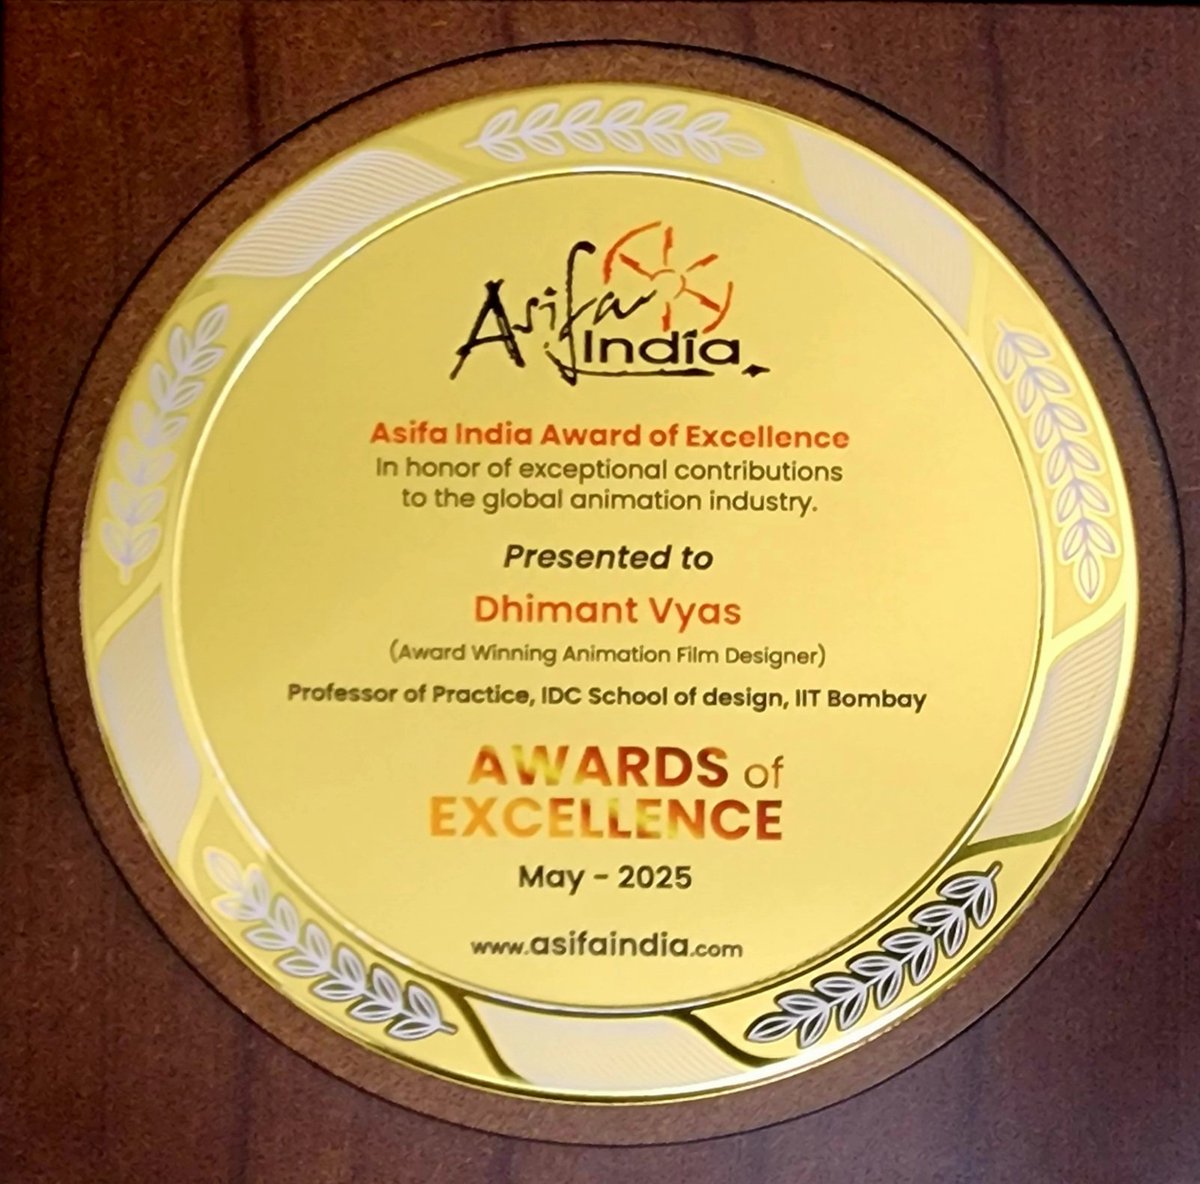 Asifa
India
Asifa India Award of Excellence
In honor of exceptional contributions
to the global animation industry.
Presented to
Dhimant Vyas
(Award Winning Animation Film Designer)
Professor of Practice, IDC School of design, IIT Bombay
AWARDS of
EXCELLENCE
May - 2025
www.asifaindia.com